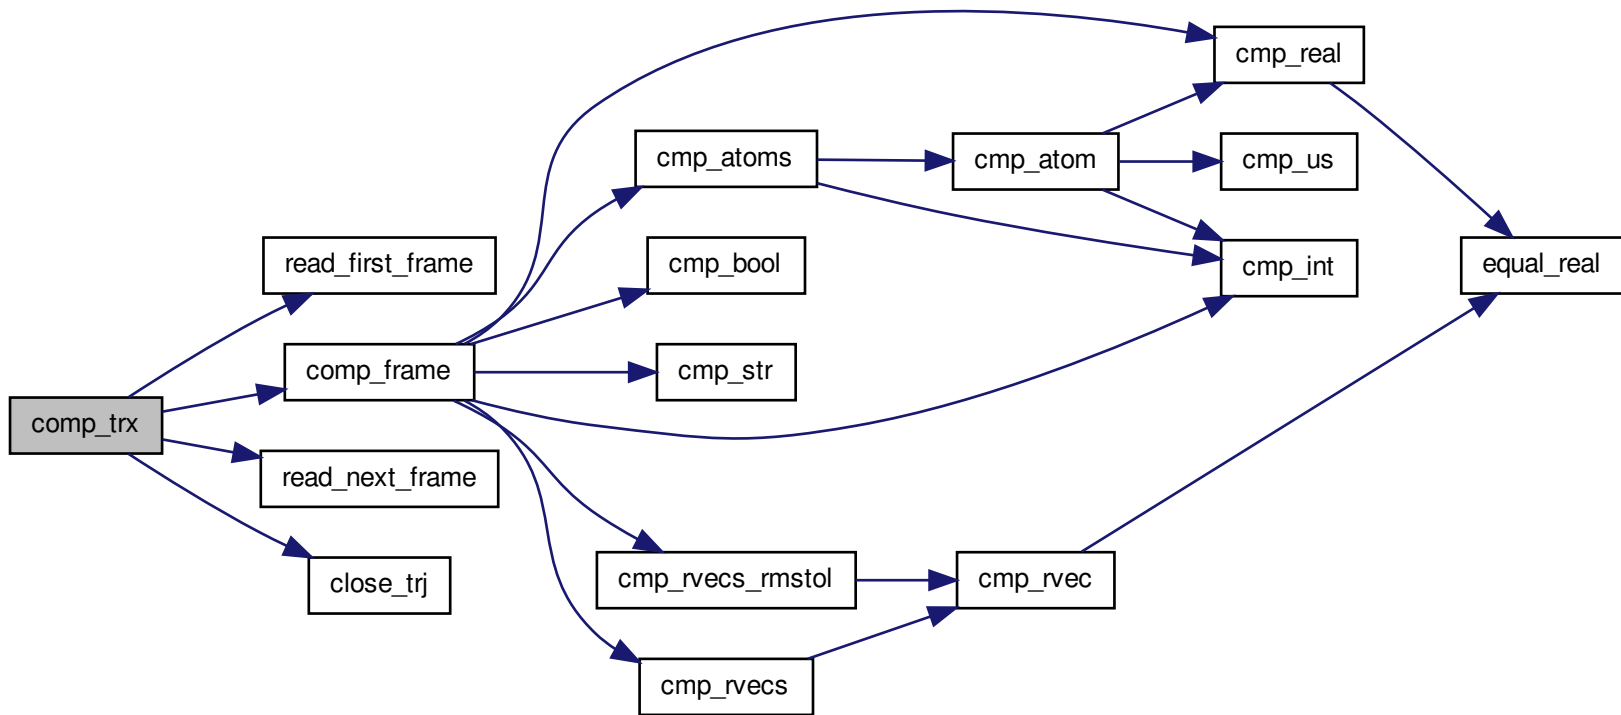 comp_trx
read_first_frame
comp_frame
read_next_frame
close_trj
cmp_atoms
cmp_bool
cmp_str
cmp_rvecs_rmstol
cmp_rvecs
cmp_atom
cmp_rvec
cmp_real
cmp_us
cmp_int
equal_real